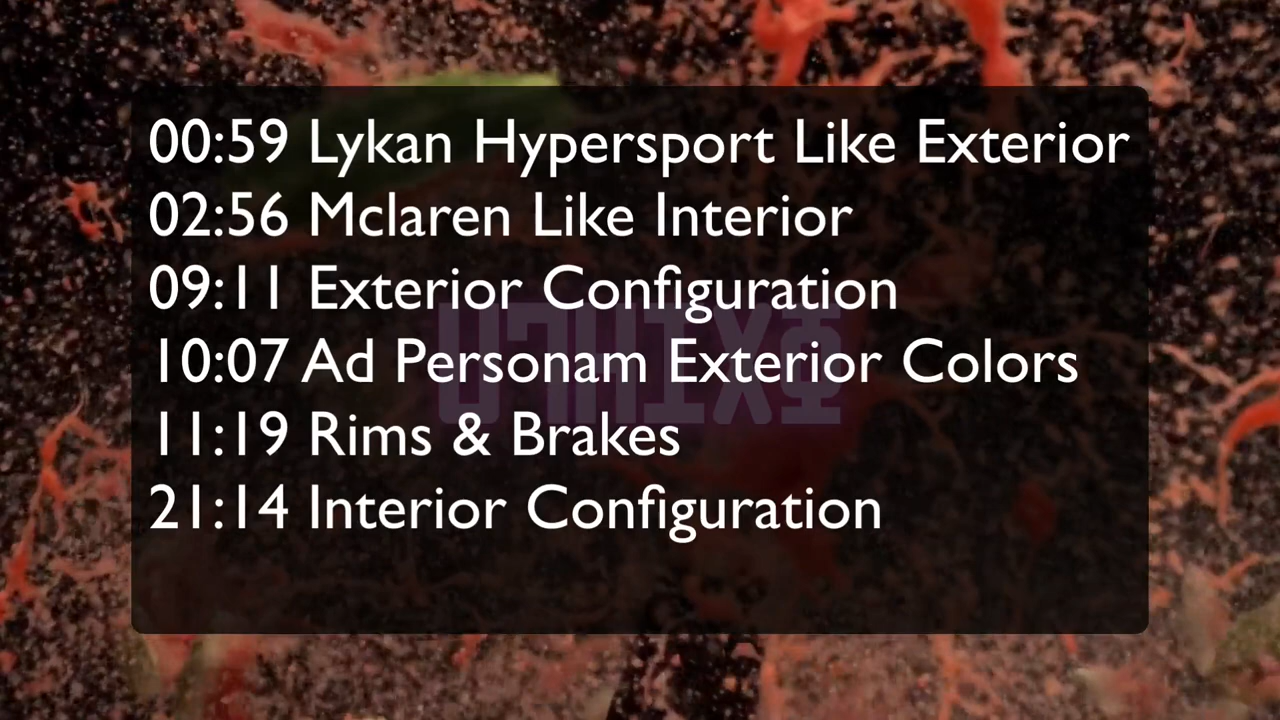 00:59 Lykan Hypersport Like Exterior
02:56 Mclaren Like Interior
09:11 Exterior Configuration
10:07 Ad Personam Exterior Colors
11:19 Rims & Brakes
21:14 Interior Configuration